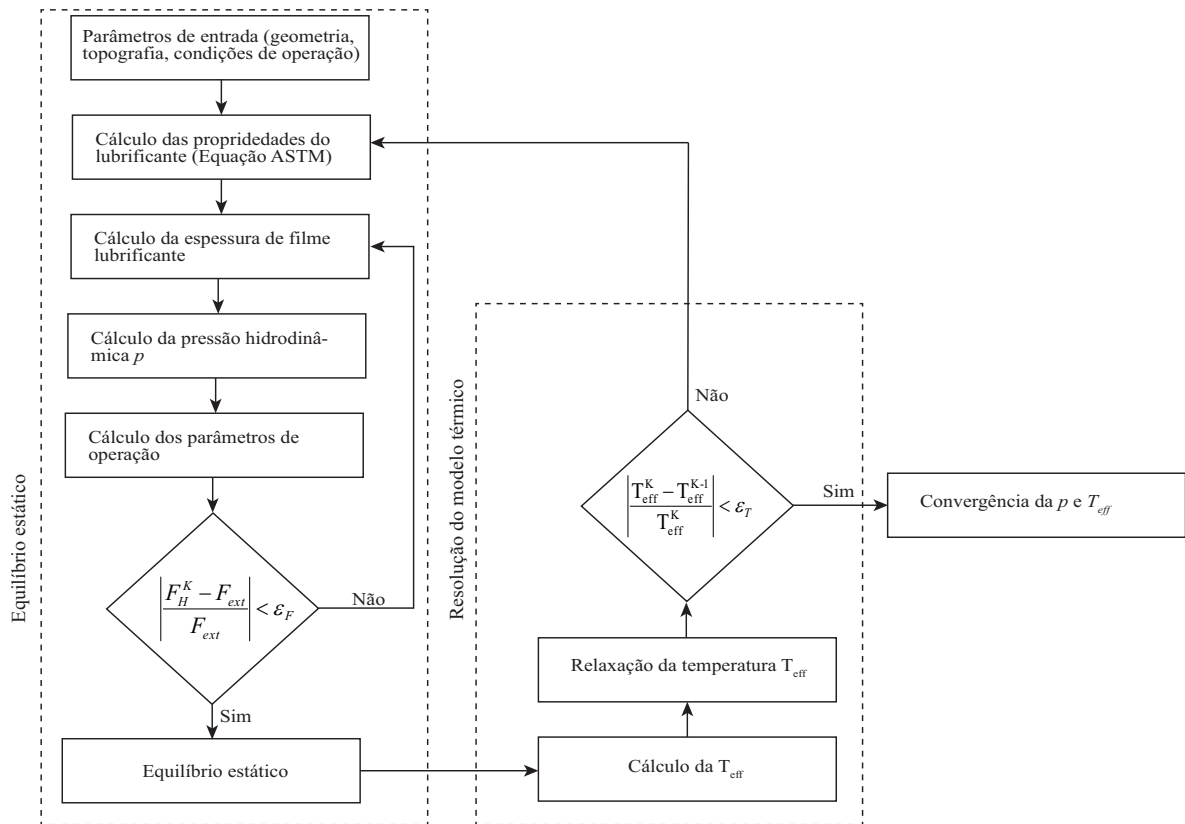 Parâmetros de entrada (geometria,
topografia, condições de operação)
Cálculo das propridedades do
lubrificante (Equação ASTM)
Cálculo da espessura de filme
lubrificante
Cálculo da pressão hidrodinâ-
mica p
Cálculo dos parâmetros de
operação
|F_H^K − F_ext / F_ext| < ε_F
Não
Sim
Equilíbrio estático
Equilíbrio estático
Cálculo da T_eff
Relaxação da temperatura T_eff
|T_eff^K − T_eff^K-1 / T_eff^K| < ε_T
Não
Sim
Resolução do modelo térmico
Convergência da p e T_eff